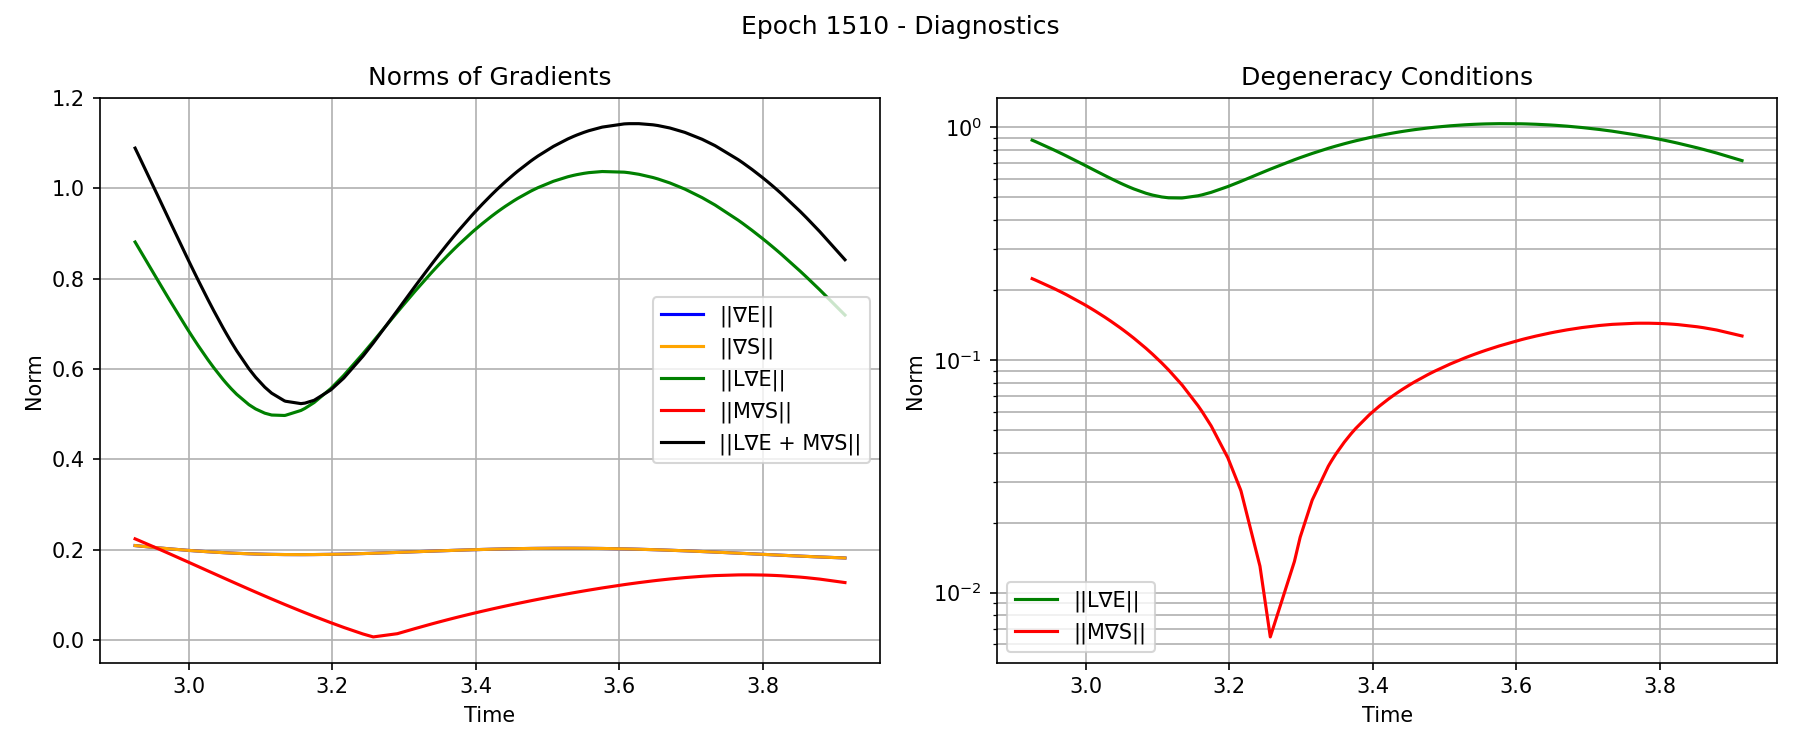 Epoch 1510 - Diagnostics
Norms of Gradients
1.2
1.0
0.8
0.6
0.4
0.2
0.0
Norm
3.0 3.2 3.4 3.6 3.8
Time
||∇E||
||∇S||
||L∇E||
||M∇S||
||L∇E + M∇S||
Degeneracy Conditions
10⁰
10⁻¹
10⁻²
Norm
3.0 3.2 3.4 3.6 3.8
Time
||L∇E||
||M∇S||